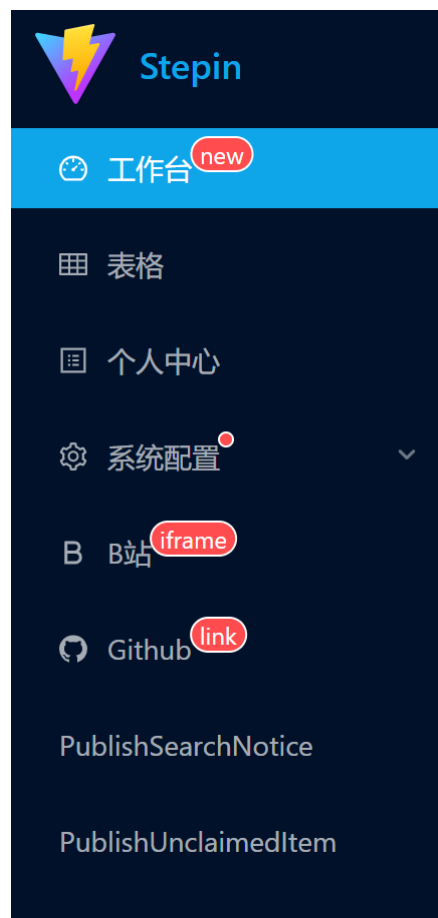 Stepin
工作台 new
表格
个人中心
系统配置
B B站 iframe
Github link
PublishSearchNotice
PublishUnclaimedItem